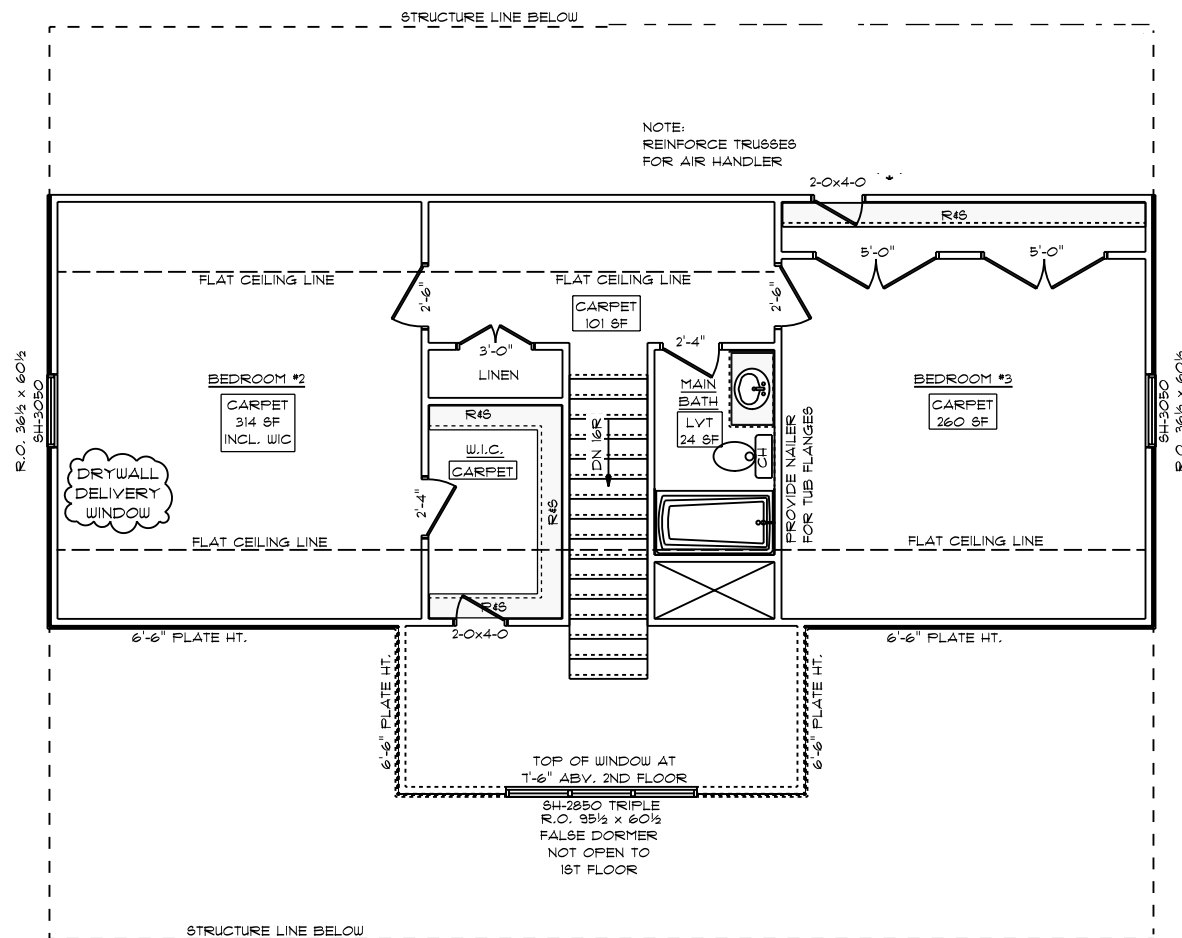 STRUCTURE LINE BELOW
NOTE:
REINFORCE TRUSSES
FOR AIR HANDLER
2-0x4-0
R&S
5'-0"
5'-0"
FLAT CEILING LINE
FLAT CEILING LINE
2'-6"
2'-6"
CARPET
101 SF
3'-0"
2'-4"
LINEN
BEDROOM #2
CARPET
314 SF
INCL. WIC
MAIN
BATH
LVT
24 SF
BEDROOM #3
CARPET
260 SF
R.O. 36½ x 60½
SH-3050
SH-3050
R.O. 36½ x 60½
R&S
W.I.C.
CARPET
R&S
DN 16R
CH
PROVIDE NAILER
FOR TUB FLANGES
DRYWALL
DELIVERY
WINDOW
2'-4"
FLAT CEILING LINE
FLAT CEILING LINE
R&S
2-0x4-0
6'-6" PLATE HT.
6'-6" PLATE HT.
6'-6" PLATE HT.
6'-6" PLATE HT.
TOP OF WINDOW AT
7'-6" ABV. 2ND FLOOR
SH-2850 TRIPLE
R.O. 95½ x 60½
FALSE DORMER
NOT OPEN TO
1ST FLOOR
STRUCTURE LINE BELOW